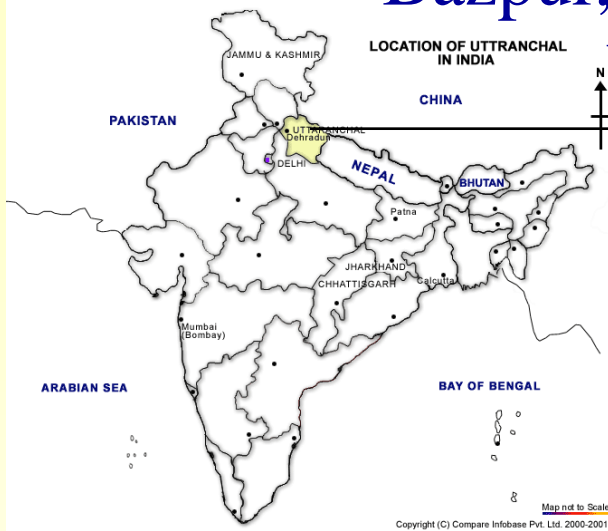 Bazpur,
LOCATION OF UTTRANCHAL
IN INDIA
N
JAMMU & KASHMIR
CHINA
PAKISTAN
UTTARANCHAL
Dehradun
DELHI
NEPAL
BHUTAN
Patna
JHARKHAND
CHHATTISGARH
Calcutta
Mumbai
(Bombay)
ARABIAN SEA
BAY OF BENGAL
Map not to Scale
Copyright (C) Compare Infobase Pvt. Ltd. 2000-2001